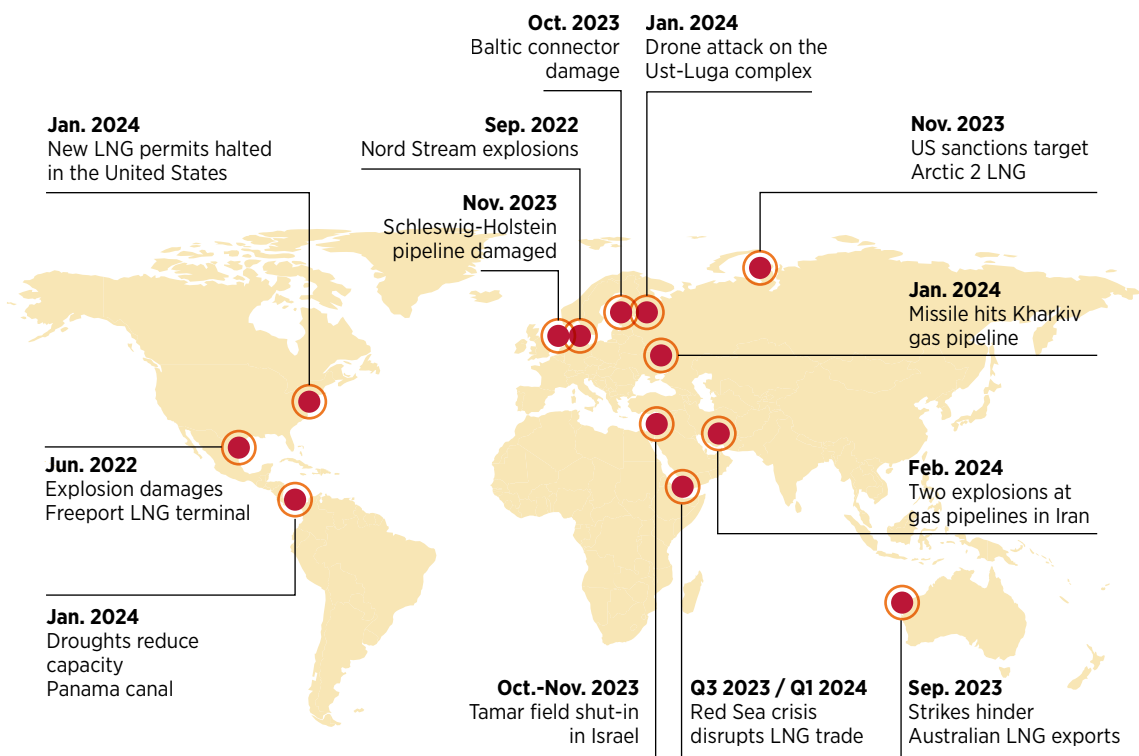 Oct. 2023
Baltic connector
damage
Jan. 2024
Drone attack on the
Ust-Luga complex
Jan. 2024
New LNG permits halted
in the United States
Sep. 2022
Nord Stream explosions
Nov. 2023
US sanctions target
Arctic 2 LNG
Nov. 2023
Schleswig-Holstein
pipeline damaged
Jan. 2024
Missile hits Kharkiv
gas pipeline
Jun. 2022
Explosion damages
Freeport LNG terminal
Feb. 2024
Two explosions at
gas pipelines in Iran
Jan. 2024
Droughts reduce
capacity
Panama canal
Oct.-Nov. 2023
Tamar field shut-in
in Israel
Q3 2023 / Q1 2024
Red Sea crisis
disrupts LNG trade
Sep. 2023
Strikes hinder
Australian LNG exports